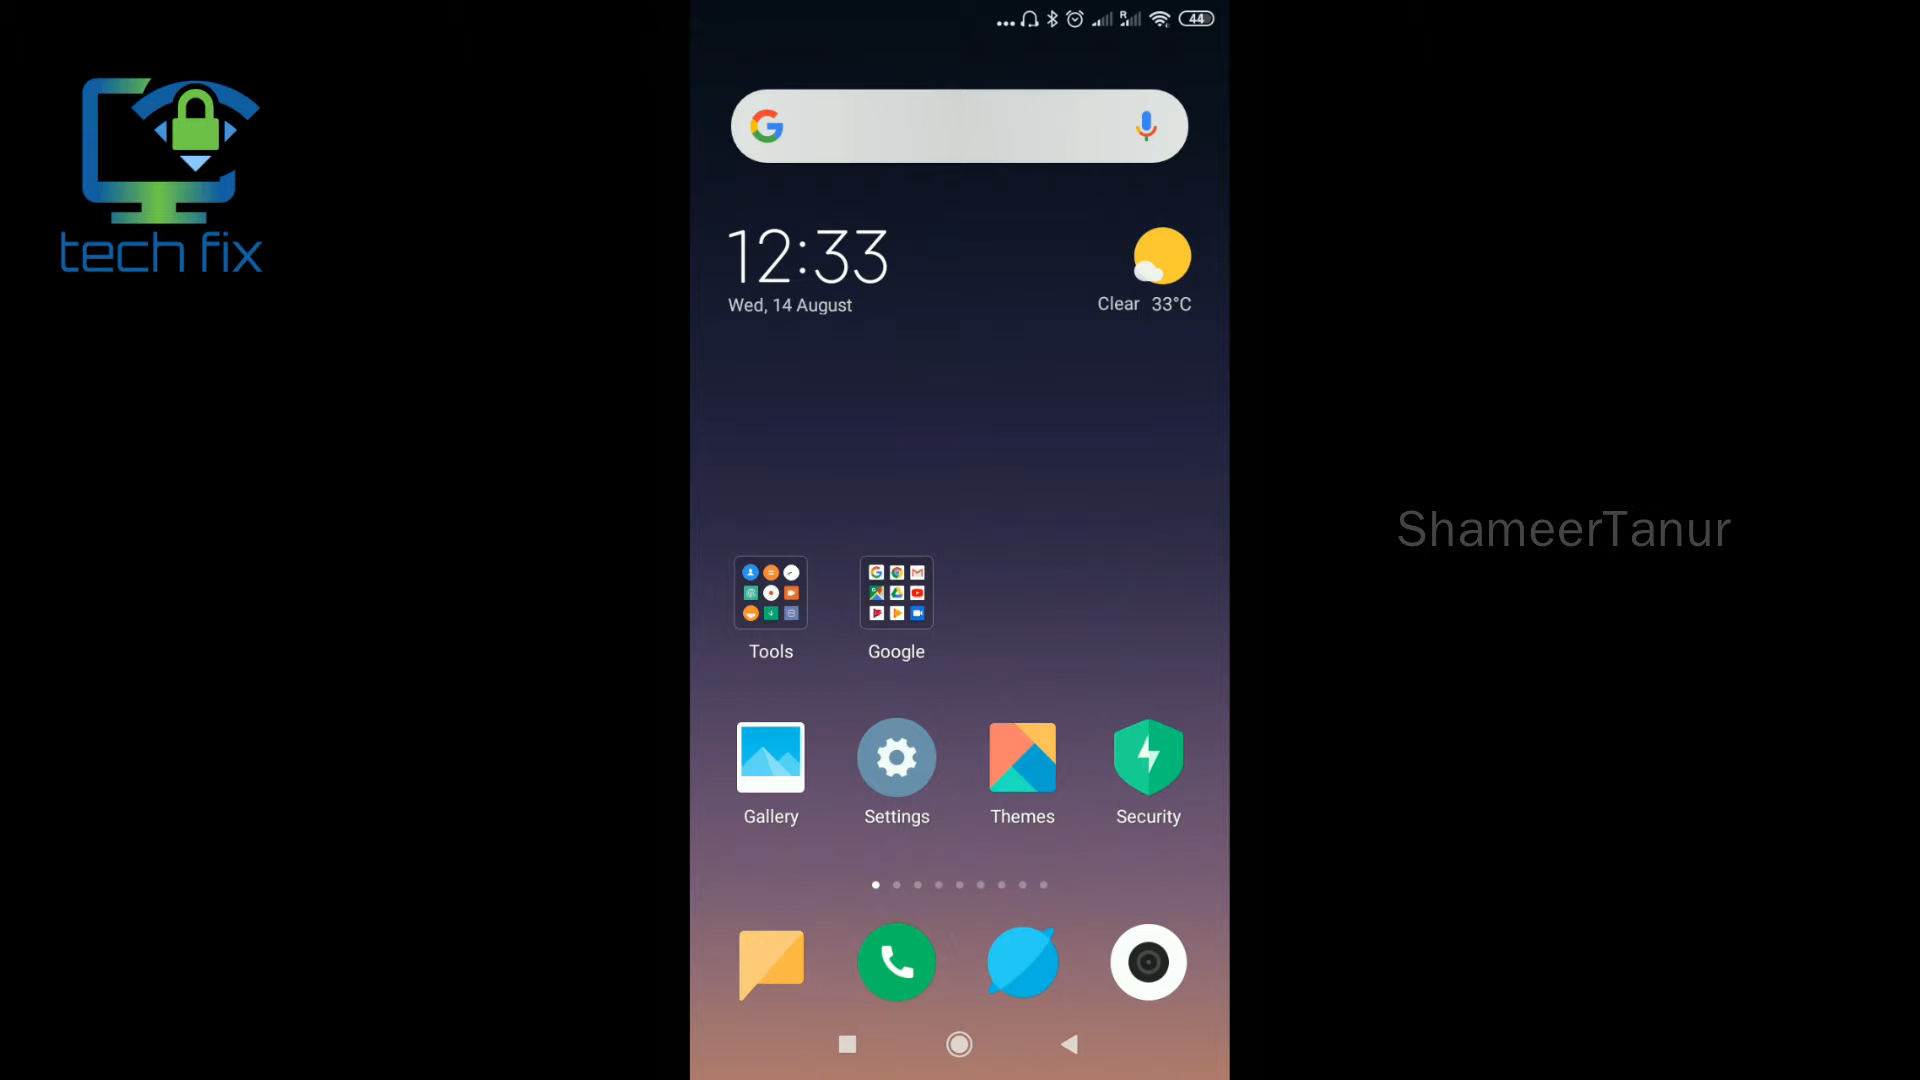 44
tech fix
12:33
Wed, 14 August
Clear 33°C
ShameerTanur
Tools
Google
Gallery
Settings
Themes
Security